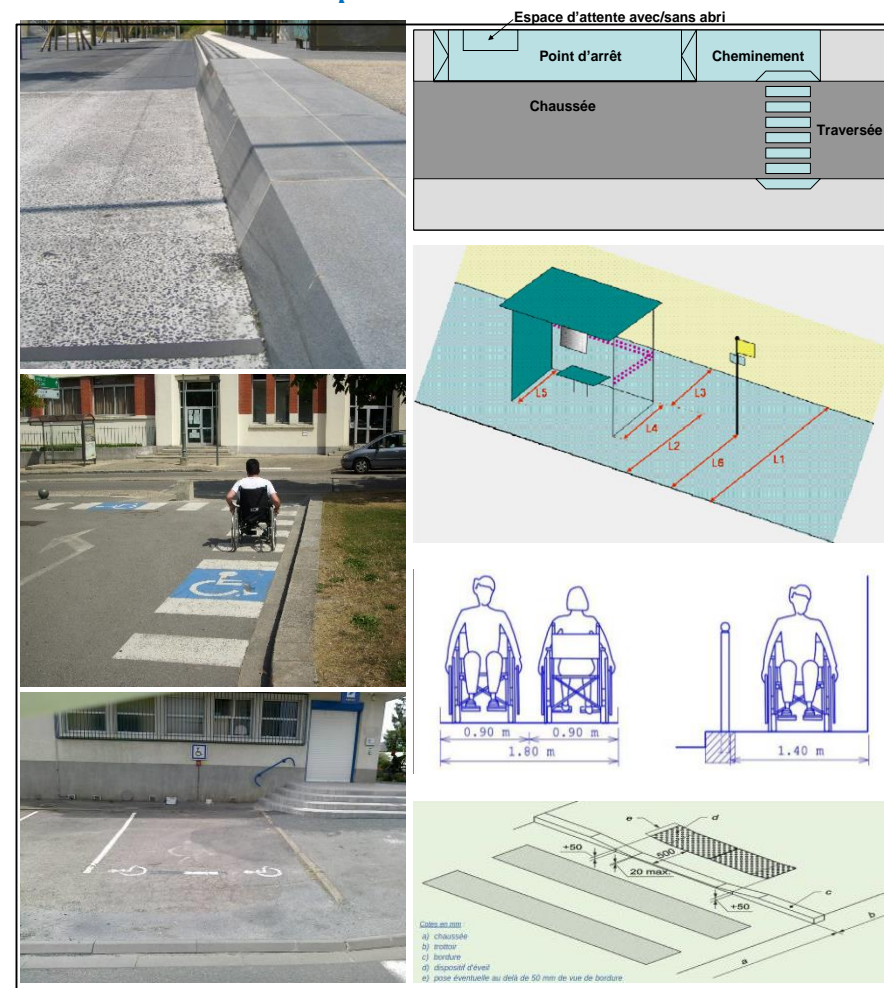 Espace d'attente avec/sans abri
Point d'arrêt
Cheminement
Chaussée
Traversée
L5
L3
L4
L2
L6
L1
0.90 m
0.90 m
1.80 m
1.40 m
e
d
+50
500
20 max.
+50
c
b
a
Cotes en mm :
a) chaussée
b) trottoir
c) bordure
d) dispositif d'éveil
e) pose éventuelle au delà de 50 mm de vue de bordure